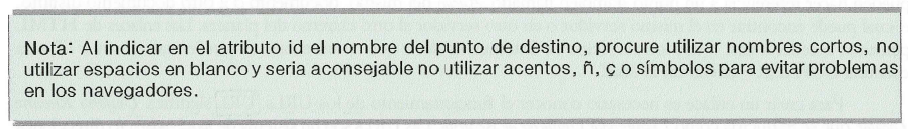 Nota: Al indicar en el atributo id el nombre del punto de destino, procure utilizar nombres cortos, no
utilizar espacios en blanco y seria aconsejable no utilizar acentos, ñ, ç o símbolos para evitar problemas
en los navegadores.